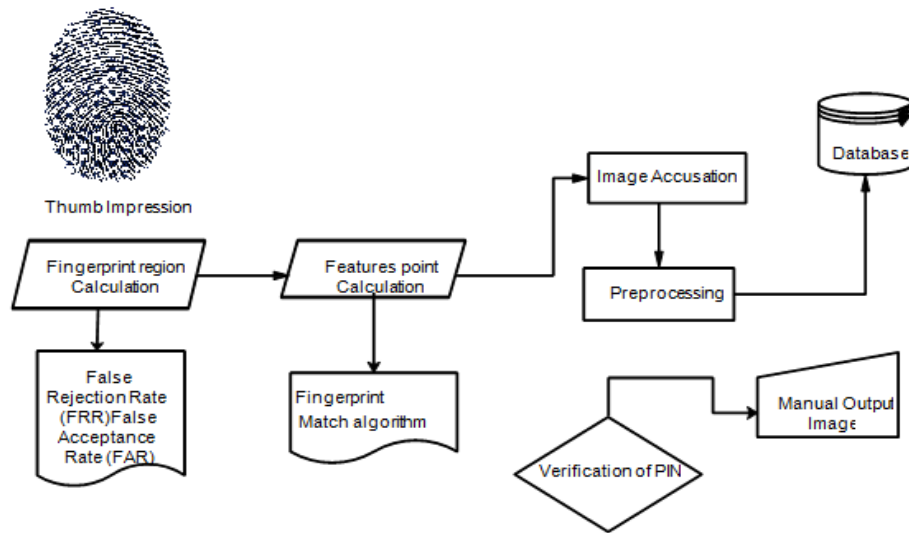 Thumb Impression
Fingerprint region
Calculation
Features point
Calculation
Image Accusation
Preprocessing
Database
False
Rejection Rate
(FRR)False
Acceptance
Rate (FAR)
Fingerprint
Match algorithm
Verification of PIN
Manual Output
Image